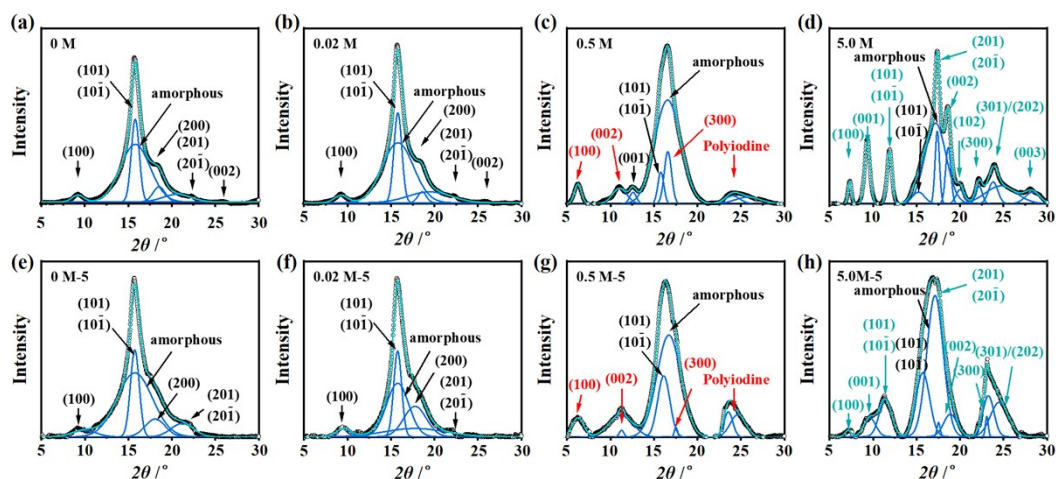 (a)
0 M
(101)
(101̄)
amorphous
(200)
(201)
(201̄)
(100)
(002)
Intensity
5 10 15 20 25 30
2θ /°
(b)
0.02 M
(101)
(101̄)
amorphous
(200)
(201)
(201̄)
(100)
(002)
Intensity
5 10 15 20 25 30
2θ /°
(c)
0.5 M
amorphous
(101)
(101̄)
(300)
(002)
(001)
(100)
Polyiodine
Intensity
5 10 15 20 25 30
2θ /°
(d)
5.0 M
(201)
(201̄)
amorphous
(002)
(101)
(101̄)
(101)
(101̄)
(001)
(100)
(102)
(301)/(202)
(300)
(003)
Intensity
5 10 15 20 25 30
2θ /°
(e)
0 M-5
(101)
(101̄)
amorphous
(200)
(201)
(201̄)
(100)
Intensity
5 10 15 20 25 30
2θ /°
(f)
0.02 M-5
(101)
(101̄)
amorphous
(200)
(201)
(201̄)
(100)
Intensity
5 10 15 20 25 30
2θ /°
(g)
0.5 M-5
amorphous
(101)
(101̄)
(300)
(002)
(100)
Polyiodine
Intensity
5 10 15 20 25 30
2θ /°
(h)
5.0M-5
(201)
(201̄)
amorphous
(101)
(101̄)
(101)
(101̄)
(002)
(301)/(202)
(001)
(300)
(100)
Intensity
5 10 15 20 25 30
2θ /°